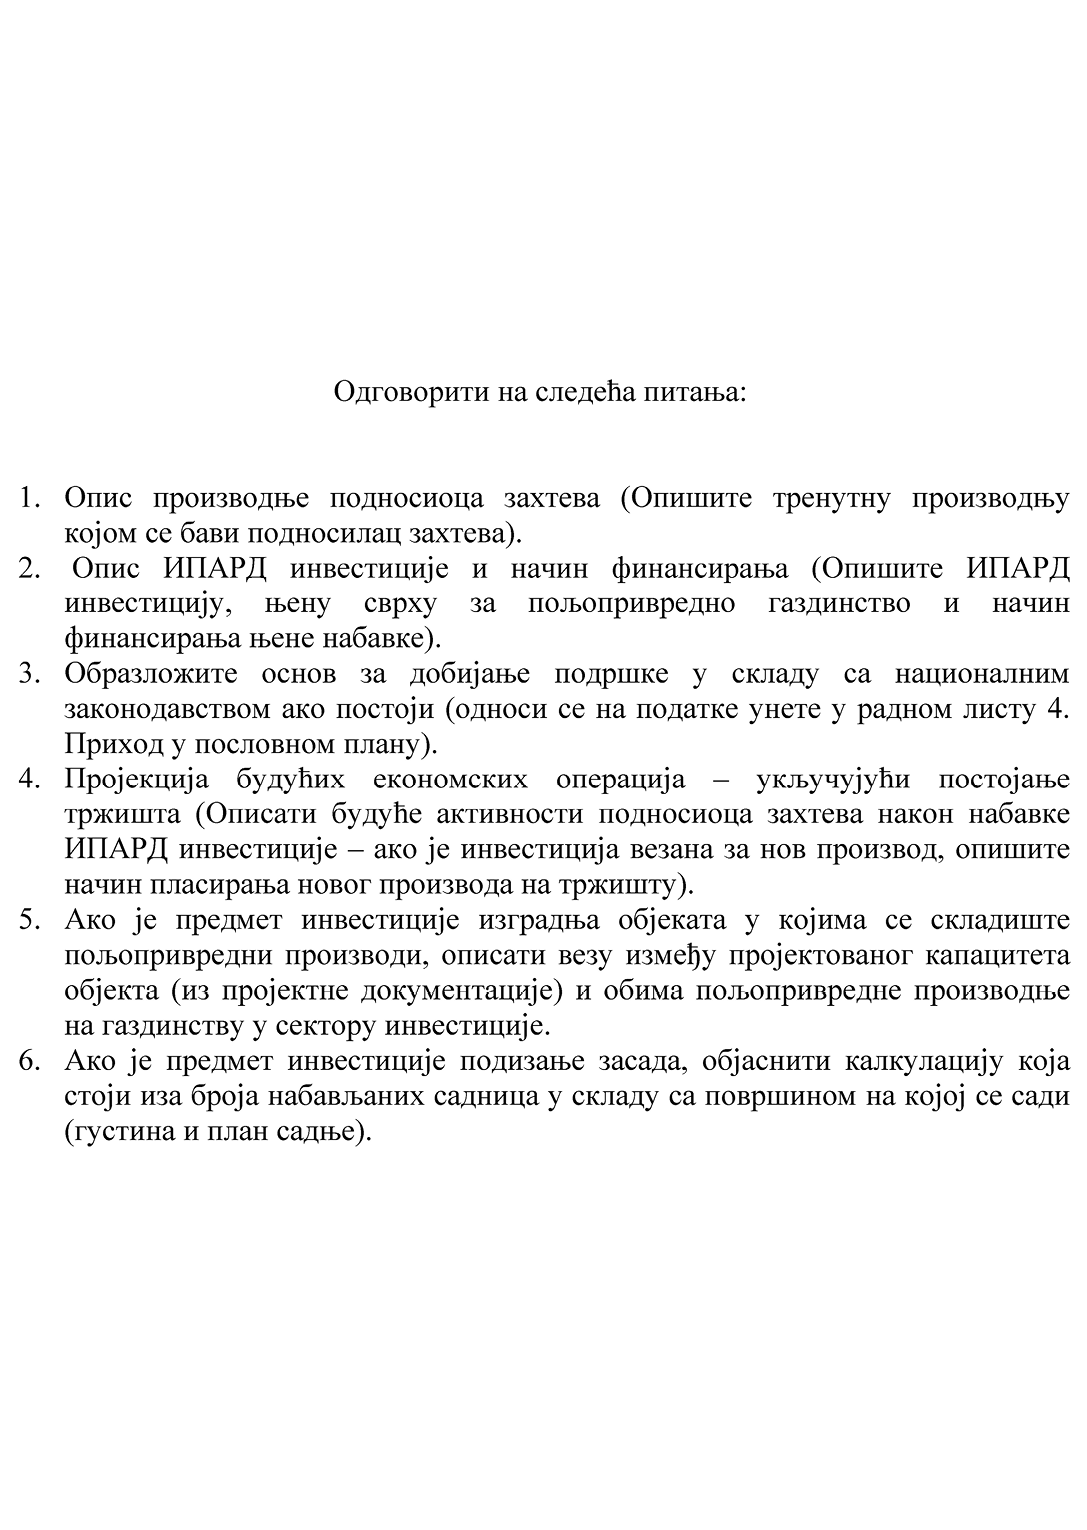 Одговорити на следећа питања:
1. Опис производње подносиоца захтева (Опишите тренутну производњу
којом се бави подносилац захтева).
2. Опис ИПАРД инвестиције и начин финансирања (Опишите ИПАРД
инвестицију, њену сврху за пољопривредно газдинство и начин
финансирања њене набавке).
3. Образложите основ за добијање подршке у складу са националним
законодавством ако постоји (односи се на податке унете у радном листу 4.
Приход у пословном плану).
4. Пројекција будућих економских операција – укључујући постојање
тржишта (Описати будуће активности подносиоца захтева након набавке
ИПАРД инвестиције – ако је инвестиција везана за нов производ, опишите
начин пласирања новог производа на тржишту).
5. Ако је предмет инвестиције изградња објеката у којима се складиште
пољопривредни производи, описати везу између пројектованог капацитета
објекта (из пројектне документације) и обима пољопривредне производње
на газдинству у сектору инвестиције.
6. Ако је предмет инвестиције подизање засада, објаснити калкулацију која
стоји иза броја набављаних садница у складу са површином на којој се сади
(густина и план садње).